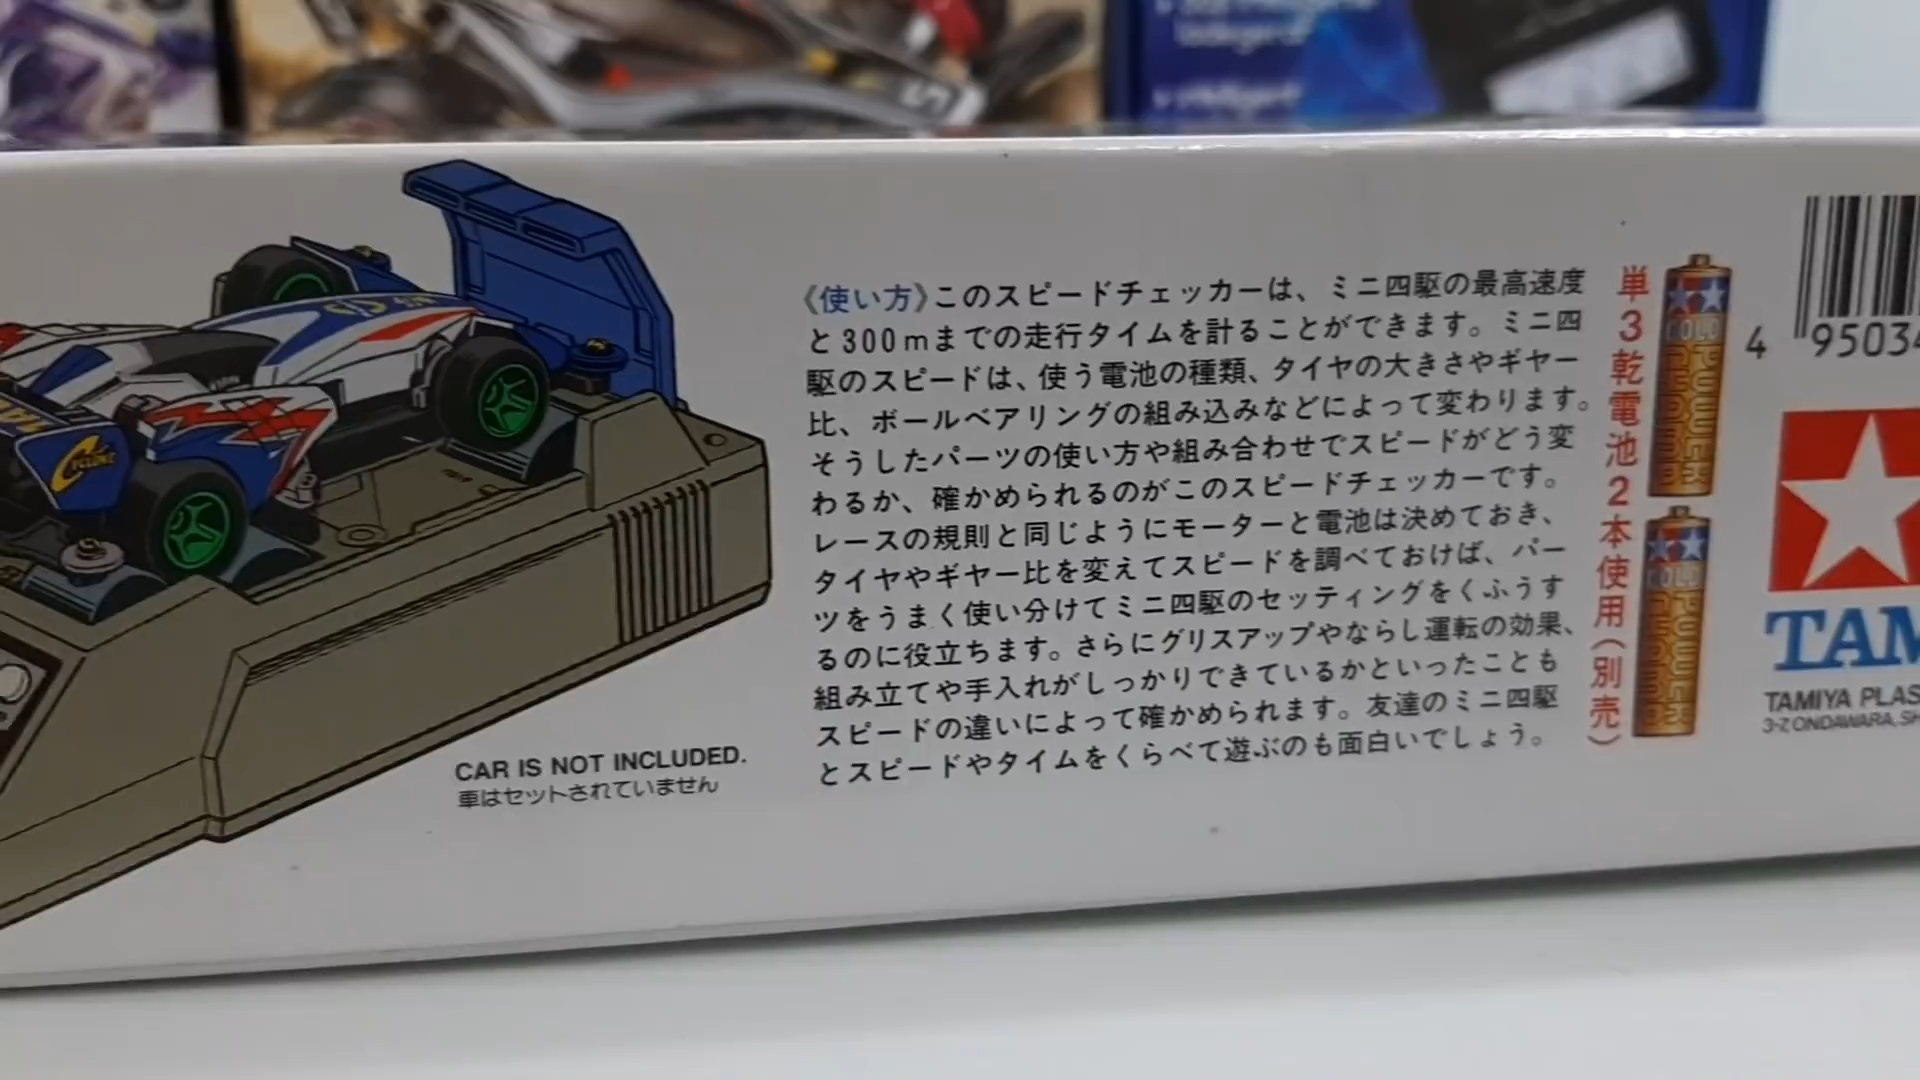 《使い方》このスピードチェッカーは、ミニ四駆の最高速度
と300mまでの走行タイムを計ることができます。ミニ四
駆のスピードは、使う電池の種類、タイヤの大きさやギヤー
比、ボールベアリングの組み込みなどによって変わります。
そうしたパーツの使い方や組み合わせでスピードがどう変
わるか、確かめられるのがこのスピードチェッカーです。
レースの規則と同じようにモーターと電池は決めておき、
タイヤやギヤー比を変えてスピードを調べておけば、パー
ツをうまく使い分けてミニ四駆のセッティングをくふうす
るのに役立ちます。さらにグリスアップやならし運転の効果、
組み立てや手入れがしっかりできているかといったことも
スピードの違いによって確かめられます。友達のミニ四駆
とスピードやタイムをくらべて遊ぶのも面白いでしょう。
単3乾電池2本使用(別売)
GOLD
POWER
GOLD
POWER
4 95034
TAM
TAMIYA PLAS
3-7, ONDAWARA, SH
CYCLONE
CAR IS NOT INCLUDED.
車はセットされていません